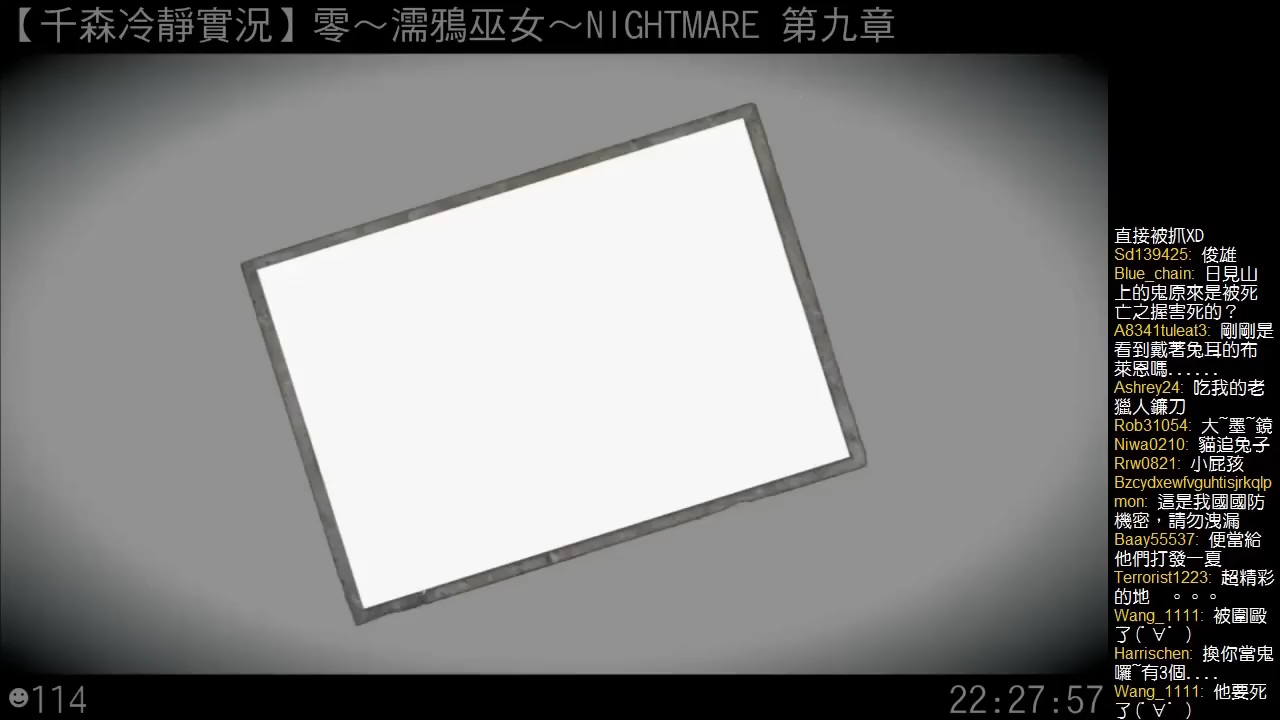 【千森冷靜實況】零～濡鴉巫女～NIGHTMARE 第九章
直接被抓XD
Sd139425: 俊雄
Blue_chain: 日見山
上的鬼原來是被死
亡之握害死的？
A8341tuleat3: 剛剛是
看到戴著兔耳的布
萊恩嗎......
Ashrey24: 吃我的老
獵人鐮刀
Rob31054: 大~墨~鏡
Niwa0210: 貓追兔子
Rrw0821: 小屁孩
Bzcydxewfvguhtisjrkqlp
mon: 這是我國國防
機密，請勿洩漏
Baay55537: 便當給
他們打發一夏
Terrorist1223: 超精彩
的地　。。。
Wang_1111: 被圍毆
了(˙∀˙)
Harrischen: 換你當鬼
囉~有3個....
Wang_1111: 他要死
了(˙∀˙)
☻114
22:27:57